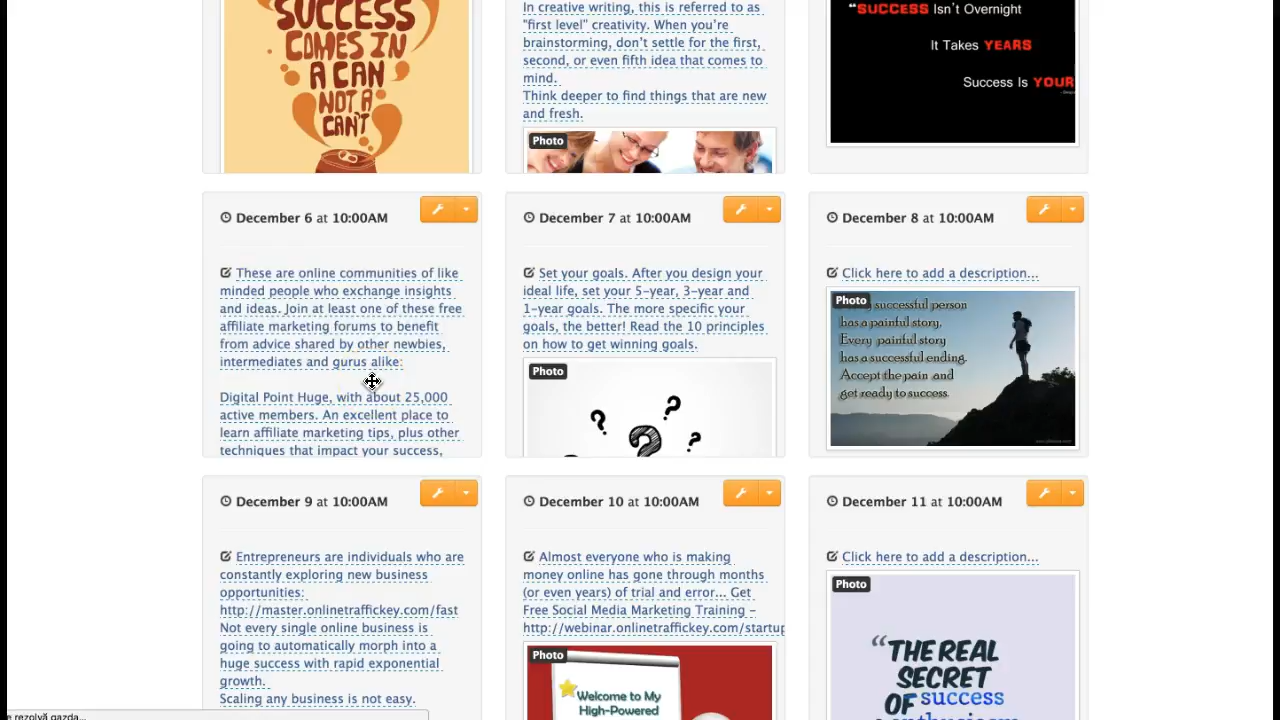 SUCCESS
COMES IN
A CAN
NOT A
CAN'T
In creative writing, this is referred to as
"first level" creativity. When you're
brainstorming, don't settle for the first,
second, or even fifth idea that comes to
mind.
Think deeper to find things that are new
and fresh.
Photo
"SUCCESS Isn't Overnight
It Takes YEARS
Success Is YOUR
December 6 at 10:00AM
These are online communities of like
minded people who exchange insights
and ideas. Join at least one of these free
affiliate marketing forums to benefit
from advice shared by other newbies,
intermediates and gurus alike:
Digital Point Huge, with about 25,000
active members. An excellent place to
learn affiliate marketing tips, plus other
techniques that impact your success,
December 7 at 10:00AM
Set your goals. After you design your
ideal life, set your 5-year, 3-year and
1-year goals. The more specific your
goals, the better! Read the 10 principles
on how to get winning goals.
Photo
? ? ? ?
December 8 at 10:00AM
Click here to add a description...
Photo
successful person
has a painful story,
Every painful story
has a successful ending.
Accept the pain and
get ready to success.
December 9 at 10:00AM
Entrepreneurs are individuals who are
constantly exploring new business
opportunities:
http://master.onlinetraffickey.com/fast
Not every single online business is
going to automatically morph into a
huge success with rapid exponential
growth.
Scaling any business is not easy.
December 10 at 10:00AM
Almost everyone who is making
money online has gone through months
(or even years) of trial and error... Get
Free Social Media Marketing Training -
http://webinar.onlinetraffickey.com/startup
Photo
Welcome to My
High-Powered
December 11 at 10:00AM
Click here to add a description...
Photo
"THE REAL
SECRET
OF success
e rezolvă gazda...